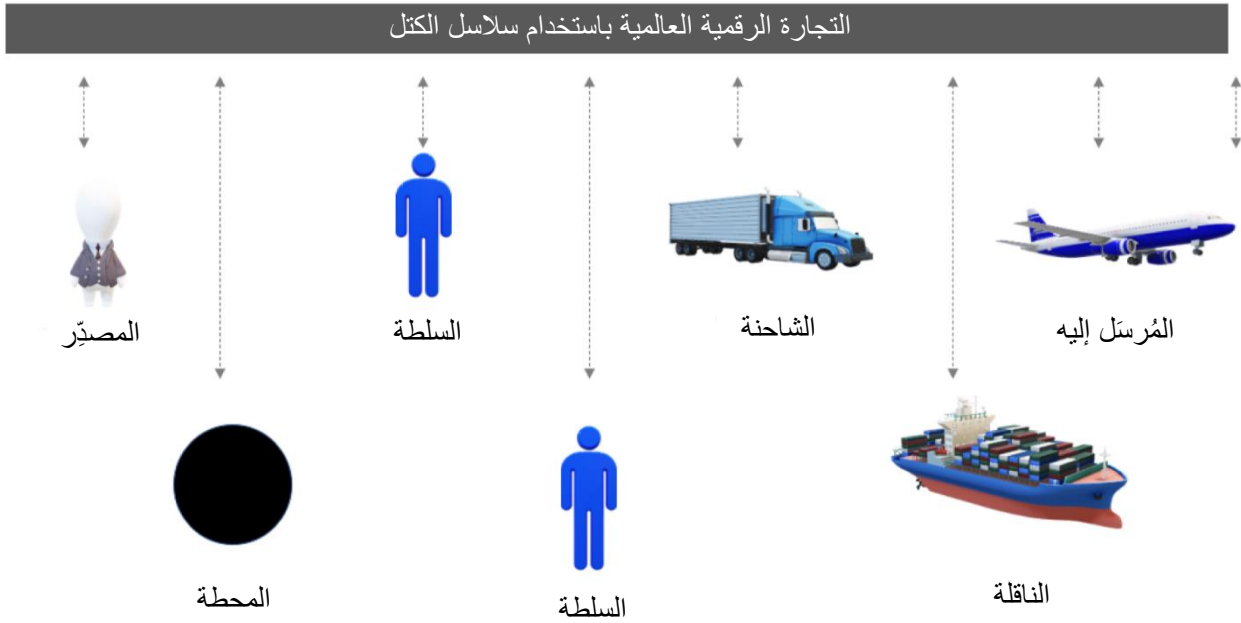 التجارة الرقمية العالمية باستخدام سلاسل الكتل
المصدِّر
السلطة
الشاحنة
المُرسَل إليه
المحطة
السلطة
الناقلة